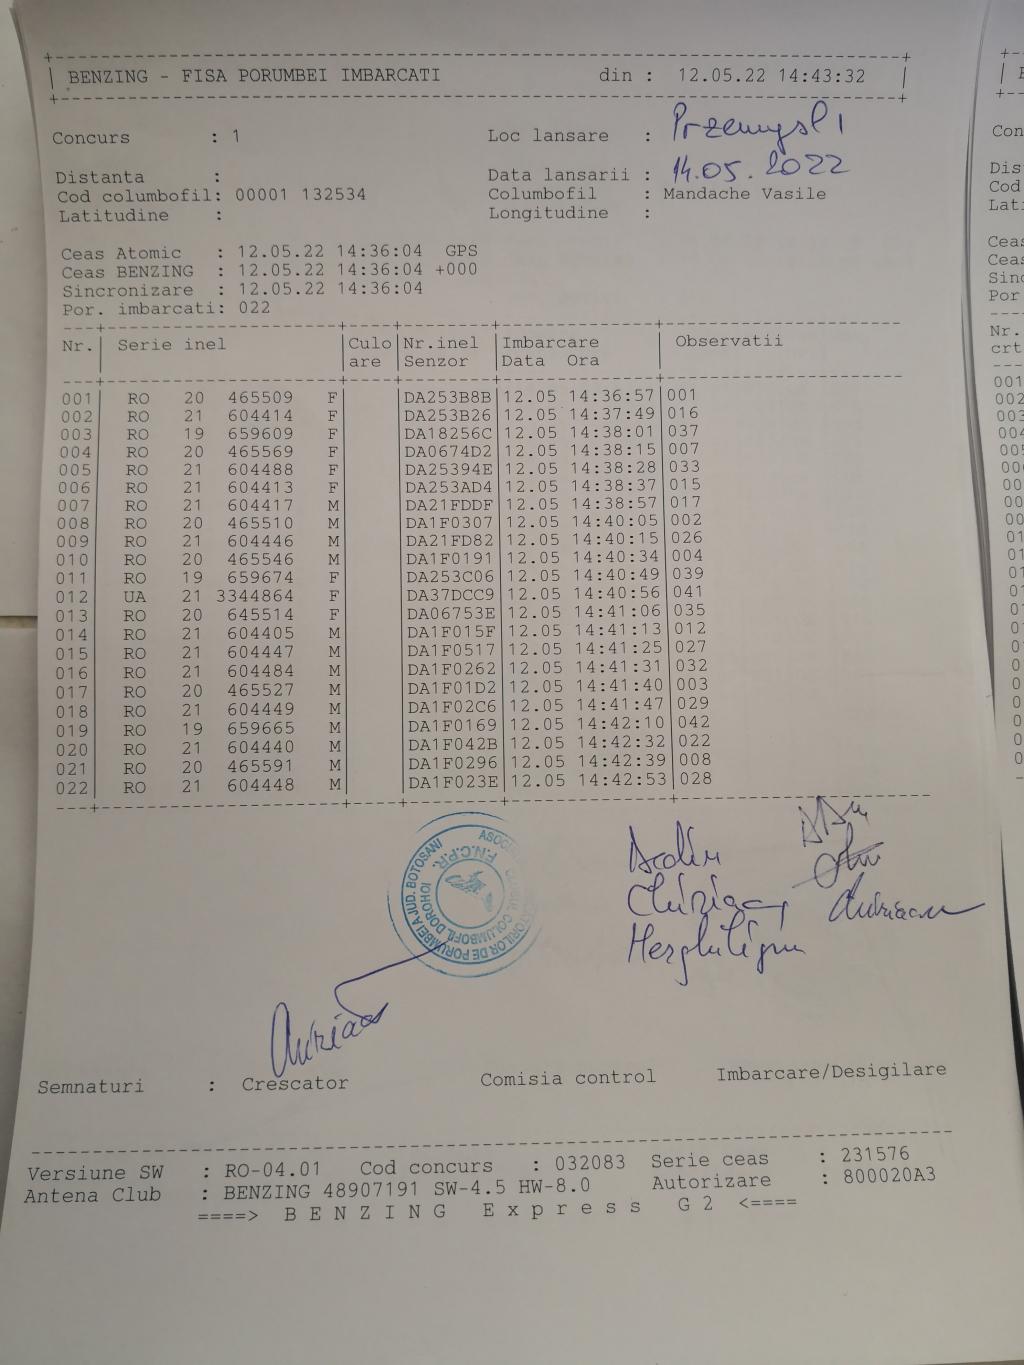 BENZING - FISA PORUMBEI IMBARCATI din : 12.05.22 14:43:32
Concurs : 1 Loc lansare : Przemysl 1
Distanta : Data lansarii : 14.05.2022
Cod columbofil: 00001 132534 Columbofil : Mandache Vasile
Latitudine : Longitudine :
Ceas Atomic : 12.05.22 14:36:04 GPS
Ceas BENZING : 12.05.22 14:36:04 +000
Sincronizare : 12.05.22 14:36:04
Por. imbarcati: 022
Nr. Serie inel Culo Nr.inel Imbarcare Observatii
are Senzor Data Ora
001 RO 20 465509 F DA253B8B 12.05 14:36:57 001
002 RO 21 604414 F DA253B26 12.05 14:37:49 016
003 RO 19 659609 F DA18256C 12.05 14:38:01 037
004 RO 20 465569 F DA0674D2 12.05 14:38:15 007
005 RO 21 604488 F DA25394E 12.05 14:38:28 033
006 RO 21 604413 F DA253AD4 12.05 14:38:37 015
007 RO 21 604417 M DA21FDDF 12.05 14:38:57 017
008 RO 20 465510 M DA1F0307 12.05 14:40:05 002
009 RO 21 604446 M DA21FD82 12.05 14:40:15 026
010 RO 20 465546 M DA1F0191 12.05 14:40:34 004
011 RO 19 659674 F DA253C06 12.05 14:40:49 039
012 UA 21 3344864 F DA37DCC9 12.05 14:40:56 041
013 RO 20 645514 F DA06753E 12.05 14:41:06 035
014 RO 21 604405 M DA1F015F 12.05 14:41:13 012
015 RO 21 604447 M DA1F0517 12.05 14:41:25 027
016 RO 21 604484 M DA1F0262 12.05 14:41:31 032
017 RO 20 465527 M DA1F01D2 12.05 14:41:40 003
018 RO 21 604449 M DA1F02C6 12.05 14:41:47 029
019 RO 19 659665 M DA1F0169 12.05 14:42:10 042
020 RO 21 604440 M DA1F042B 12.05 14:42:32 022
021 RO 20 465591 M DA1F0296 12.05 14:42:39 008
022 RO 21 604448 M DA1F023E 12.05 14:42:53 028
DE PORUMBEI JUD. BOTOSANI
F.N.C.P.R.
COLUMBOFIL DOROHOI
Semnaturi : Crescator Comisia control Imbarcare/Desigilare
Versiune SW : RO-04.01 Cod concurs : 032083 Serie ceas : 231576
Antena Club : BENZING 48907191 SW-4.5 HW-8.0 Autorizare : 800020A3
====> BENZING Express G2 <====